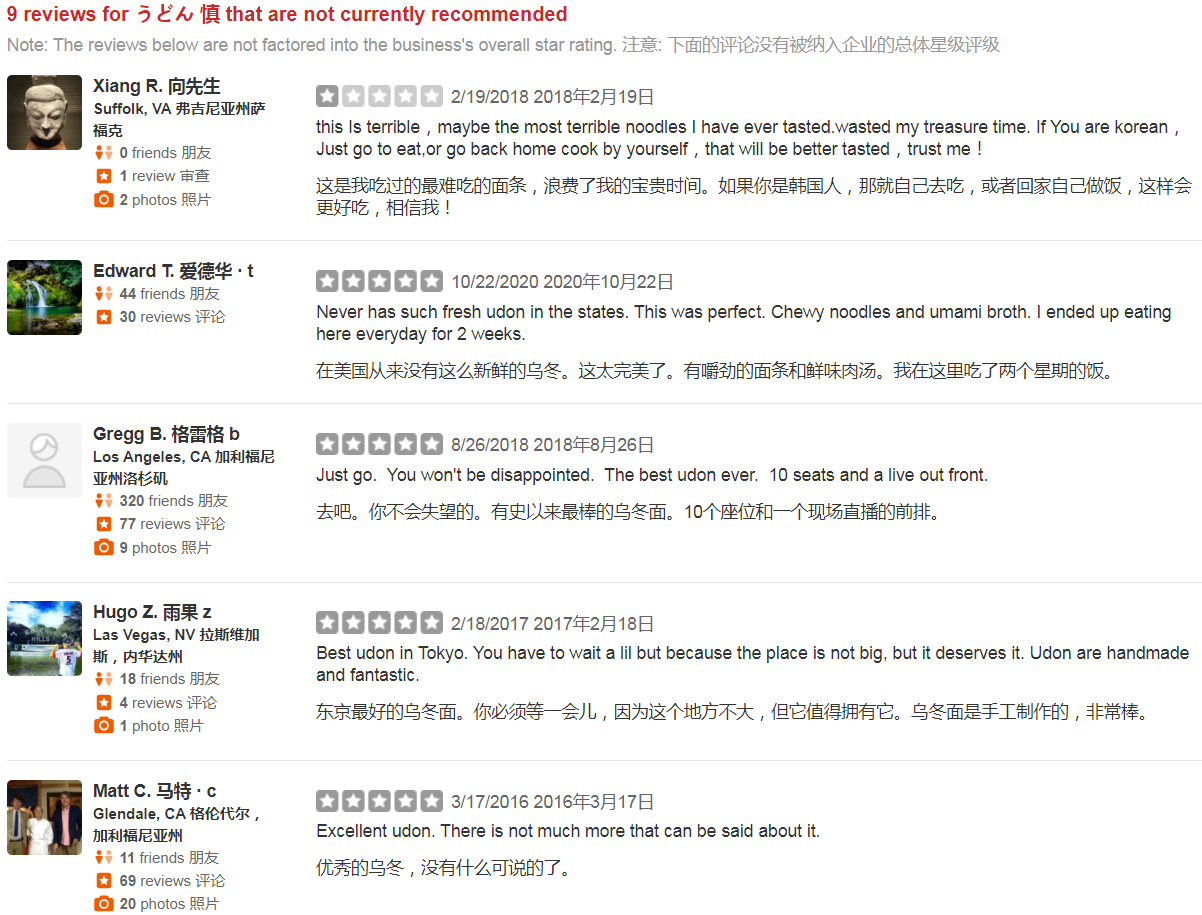 9 reviews for うどん 慎 that are not currently recommended
Note: The reviews below are not factored into the business's overall star rating. 注意: 下面的评论没有被纳入企业的总体星级评级
Xiang R. 向先生
Suffolk, VA 弗吉尼亚州萨
福克
0 friends 朋友
1 review 审查
2 photos 照片
2/19/2018 2018年2月19日
this Is terrible，maybe the most terrible noodles I have ever tasted.wasted my treasure time. If You are korean，
Just go to eat,or go back home cook by yourself，that will be better tasted，trust me！
这是我吃过的最难吃的面条，浪费了我的宝贵时间。如果你是韩国人，那就自己去吃，或者回家自己做饭，这样会
更好吃，相信我！
Edward T. 爱德华 · t
44 friends 朋友
30 reviews 评论
10/22/2020 2020年10月22日
Never has such fresh udon in the states. This was perfect. Chewy noodles and umami broth. I ended up eating
here everyday for 2 weeks.
在美国从来没有这么新鲜的乌冬。这太完美了。有嚼劲的面条和鲜味肉汤。我在这里吃了两个星期的饭。
Gregg B. 格雷格 b
Los Angeles, CA 加利福尼
亚州洛杉矶
320 friends 朋友
77 reviews 评论
9 photos 照片
8/26/2018 2018年8月26日
Just go.  You won't be disappointed.  The best udon ever.  10 seats and a live out front.
去吧。你不会失望的。有史以来最棒的乌冬面。10个座位和一个现场直播的前排。
Hugo Z. 雨果 z
Las Vegas, NV 拉斯维加
斯，内华达州
18 friends 朋友
4 reviews 评论
1 photo 照片
2/18/2017 2017年2月18日
Best udon in Tokyo. You have to wait a lil but because the place is not big, but it deserves it. Udon are handmade
and fantastic.
东京最好的乌冬面。你必须等一会儿，因为这个地方不大，但它值得拥有它。乌冬面是手工制作的，非常棒。
Matt C. 马特 · c
Glendale, CA 格伦代尔，
加利福尼亚州
11 friends 朋友
69 reviews 评论
20 photos 照片
3/17/2016 2016年3月17日
Excellent udon. There is not much more that can be said about it.
优秀的乌冬，没有什么可说的了。